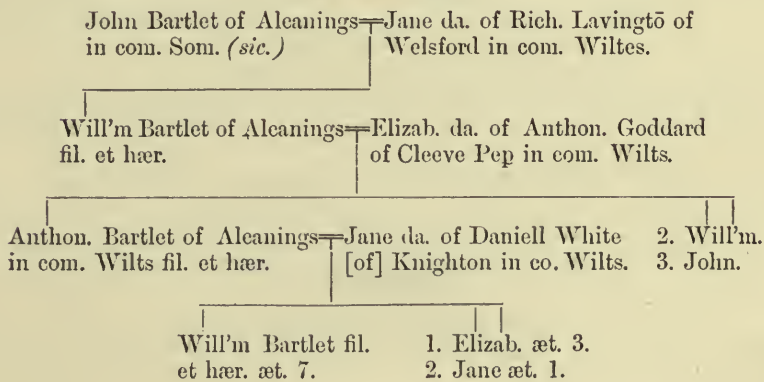 John Bartlet of Alcanings
in com. Som. (sic.)
Jane da. of Rich. Lavingtō of
Welsford in com. Wiltes.
Will'm Bartlet of Alcanings
fil. et hær.
Elizab. da. of Anthon. Goddard
of Cleeve Pep in com. Wilts.
Anthon. Bartlet of Alcanings
in com. Wilts fil. et hær.
Jane da. of Daniell White
[of] Knighton in co. Wilts.
2. Will'm.
3. John.
Will'm Bartlet fil.
et hær. æt. 7.
1. Elizab. æt. 3.
2. Jane æt. 1.